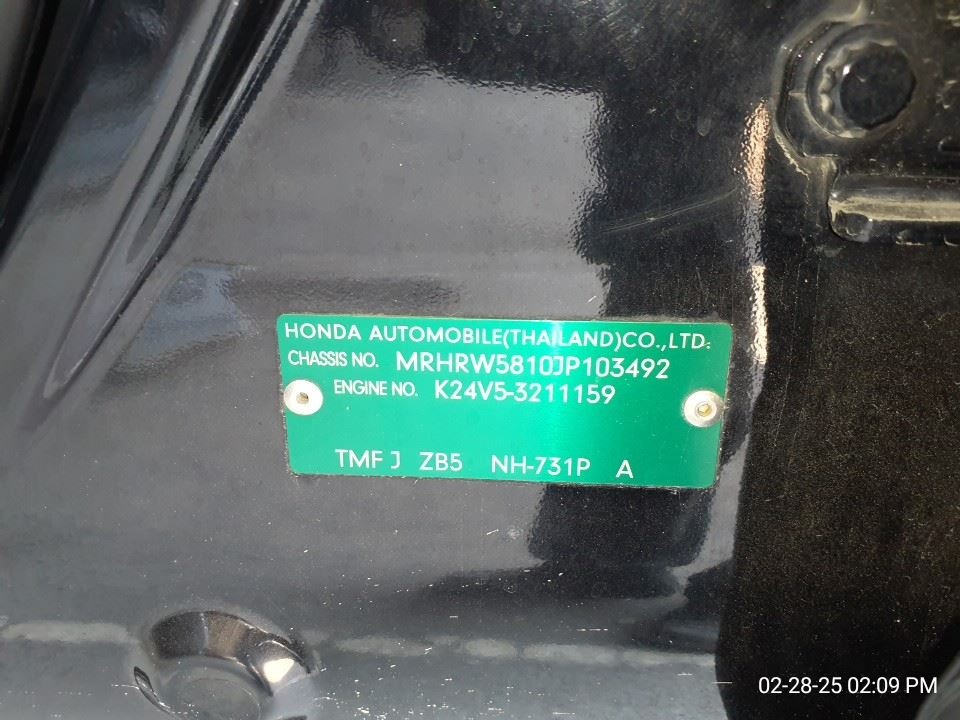 HONDA AUTOMOBILE(THAILAND)CO.,LTD.
CHASSIS NO. MRHRW5810JP103492
ENGINE NO. K24V5-3211159
TMF J ZB5 NH-731P A
02-28-25 02:09 PM